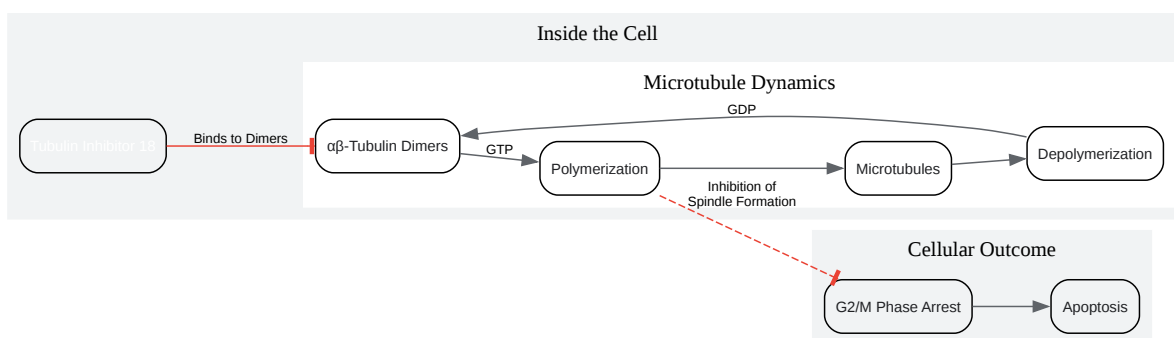 Inside the Cell
Microtubule Dynamics
GDP
Tubulin Inhibitor 18
Binds to Dimers
αβ-Tubulin Dimers
GTP
Polymerization
Microtubules
Depolymerization
Inhibition of
Spindle Formation
Cellular Outcome
G2/M Phase Arrest
Apoptosis